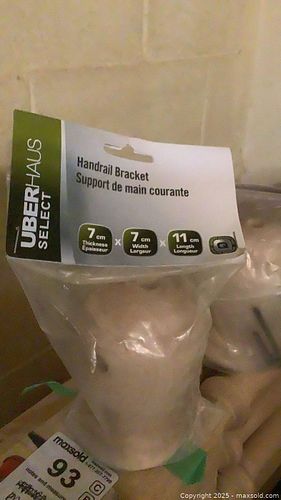 UBERHAUS
SELECT
Handrail Bracket
Support de main courante
7 cm
Thickness
Épaisseur
x
7 cm
Width
Largeur
x
11 cm
Length
Longueur
maxsold
93
Copyright 2025 - maxsold.com